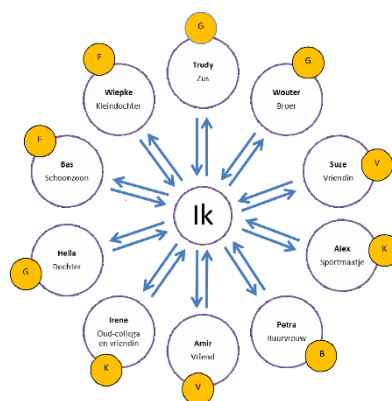 G
Trudy
Zus
G
Wouter
Broer
V
Suze
Vriendin
K
Alex
Sportmaatje
B
Petra
Buurvrouw
V
Amir
Vriend
K
Irene
Oud-collega
en vriendin
G
Hella
Dochter
F
Bas
Schoonzoon
F
Wiepke
Kleindochter
Ik